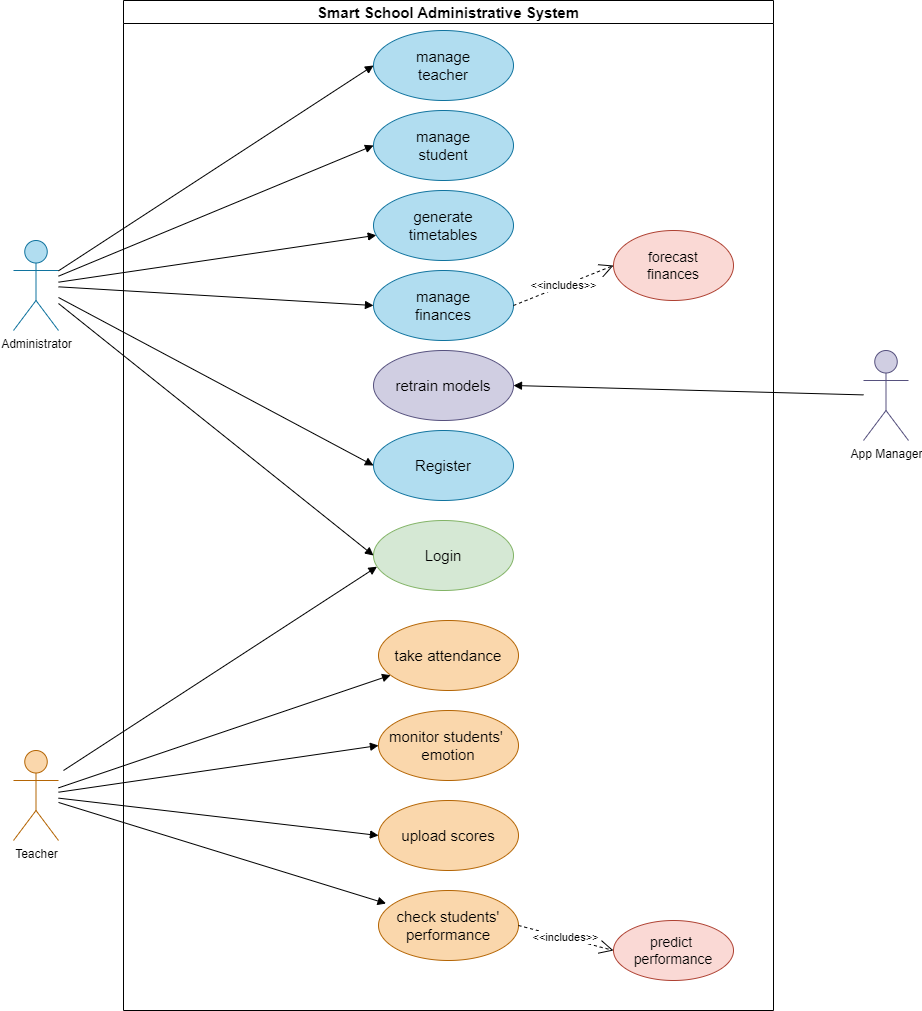 Smart School Administrative System
manage
teacher
manage
student
generate
timetables
forecast
finances
<<includes>>
manage
finances
Administrator
retrain models
App Manager
Register
Login
take attendance
monitor students'
emotion
upload scores
Teacher
check students'
performance
<<includes>>
predict
performance